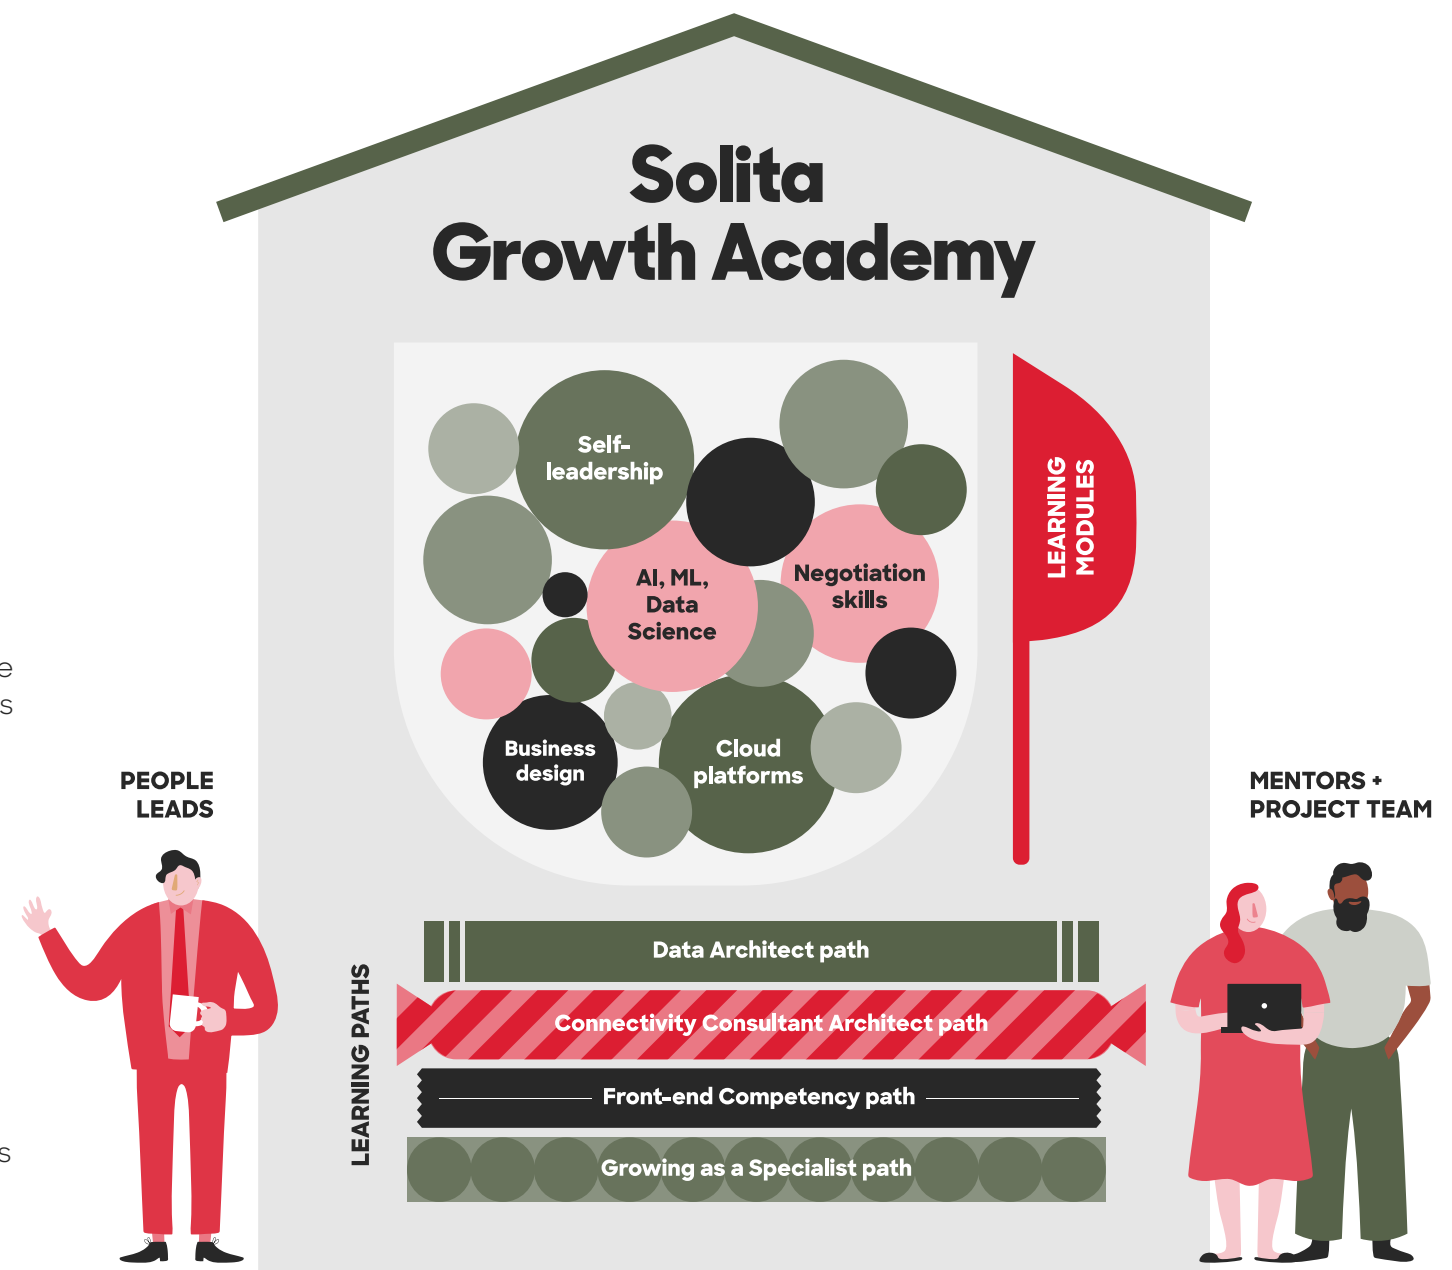 Solita
Growth Academy
Self-
leadership
AI, ML,
Data
Science
Negotiation
skills
Business
design
Cloud
platforms
LEARNING
MODULES
e
s
PEOPLE
LEADS
MENTORS +
PROJECT TEAM
LEARNING PATHS
Data Architect path
Connectivity Consultant Architect path
Front-end Competency path
Growing as a Specialist path
s